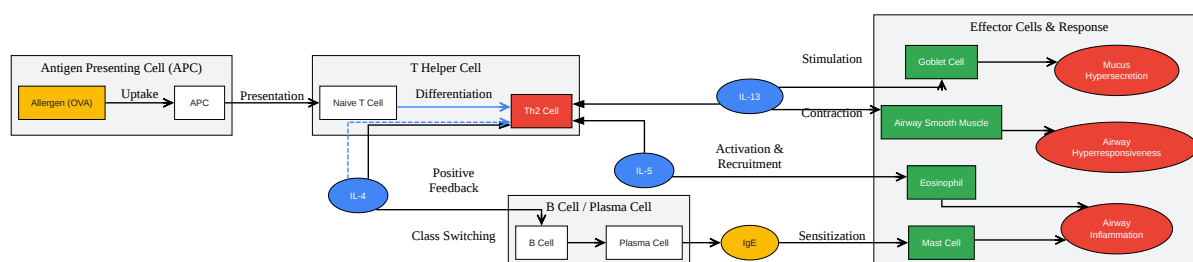 Antigen Presenting Cell (APC)
Allergen (OVA)
Uptake
APC
Presentation
T Helper Cell
Naive T Cell
Differentiation
Th2 Cell
IL-4
Positive
Feedback
Class Switching
B Cell / Plasma Cell
B Cell
Plasma Cell
IgE
Sensitization
IL-5
Activation &
Recruitment
IL-13
Stimulation
Contraction
Effector Cells & Response
Goblet Cell
Mucus
Hypersecretion
Airway Smooth Muscle
Airway
Hyperresponsiveness
Eosinophil
Mast Cell
Airway
Inflammation